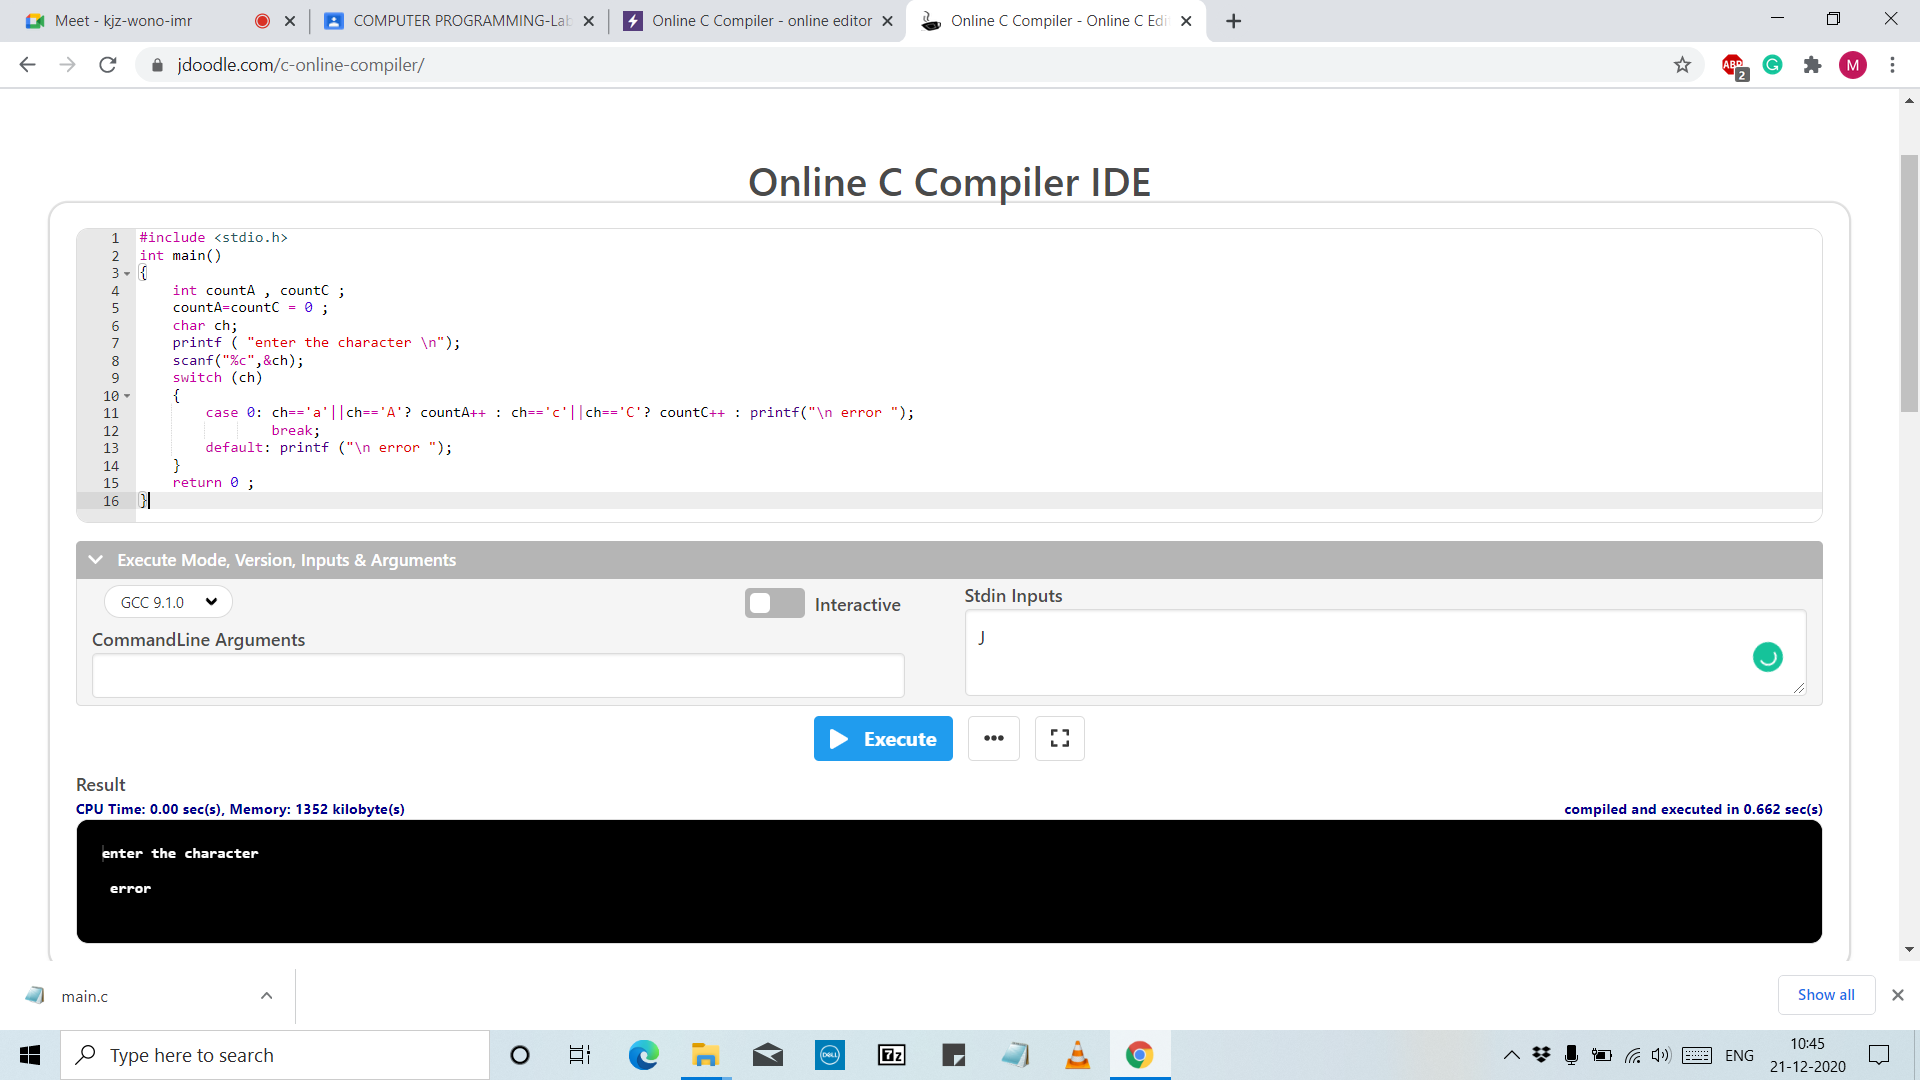 Meet - kjz-wono-imr
COMPUTER PROGRAMMING-Lab
Online C Compiler - online editor
Online C Compiler - Online C Edi
jdoodle.com/c-online-compiler/
ABP
2
G
M
Online C Compiler IDE
1 #include <stdio.h>
2 int main()
3 {
4 int countA , countC ;
5 countA=countC = 0 ;
6 char ch;
7 printf ( "enter the character \n");
8 scanf("%c",&ch);
9 switch (ch)
10 {
11 case 0: ch=='a'||ch=='A'? countA++ : ch=='c'||ch=='C'? countC++ : printf("\n error ");
12 break;
13 default: printf ("\n error ");
14 }
15 return 0 ;
16 }
Execute Mode, Version, Inputs & Arguments
GCC 9.1.0
Interactive
Stdin Inputs
CommandLine Arguments
J
Execute
Result
CPU Time: 0.00 sec(s), Memory: 1352 kilobyte(s)
compiled and executed in 0.662 sec(s)
enter the character
error
main.c
Show all
Type here to search
DELL
7z
ENG
10:45
21-12-2020